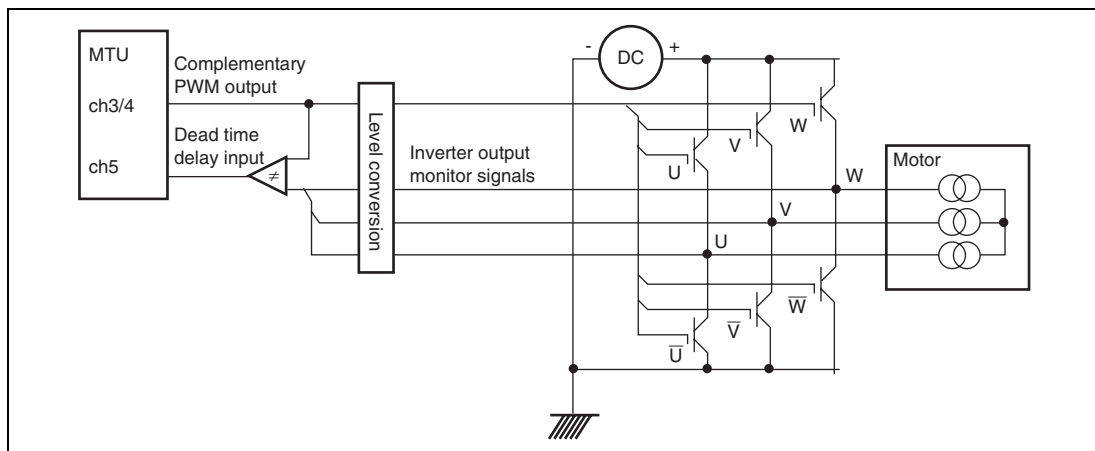 MTU
Complementary
PWM output
ch3/4
Dead time
delay input
ch5
≠
Level conversion
Inverter output
monitor signals
- DC +
W
V
U
W
V
U
W̅
V̅
U̅
Motor